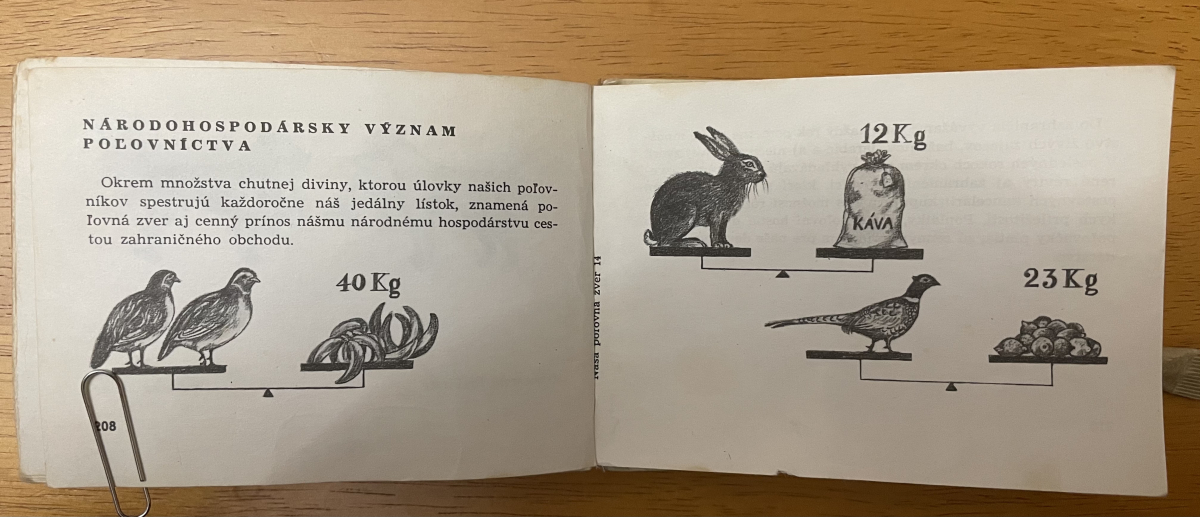 NÁRODOHOSPODÁRSKY VÝZNAM
POĽOVNÍCTVA
Okrem množstva chutnej diviny, ktorou úlovky našich poľov-
níkov spestrujú každoročne náš jedálny lístok, znamená po-
ľovná zver aj cenný prínos nášmu národnému hospodárstvu ces-
tou zahraničného obchodu.
40 Kg
208
Naša poľovná zver 14
12 Kg
KÁVA
23 Kg